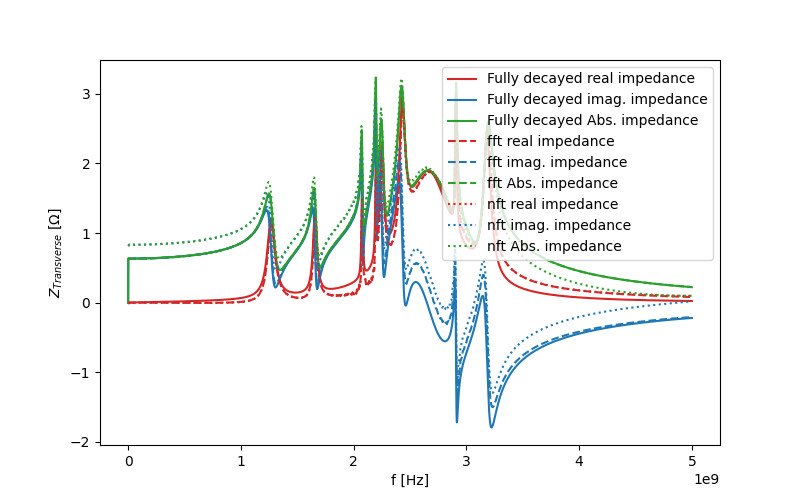 3
2
1
0
−1
−2
Z_Transverse [Ω]
Fully decayed real impedance
Fully decayed imag. impedance
Fully decayed Abs. impedance
fft real impedance
fft imag. impedance
fft Abs. impedance
nft real impedance
nft imag. impedance
nft Abs. impedance
0 1 2 3 4 5
1e9
f [Hz]